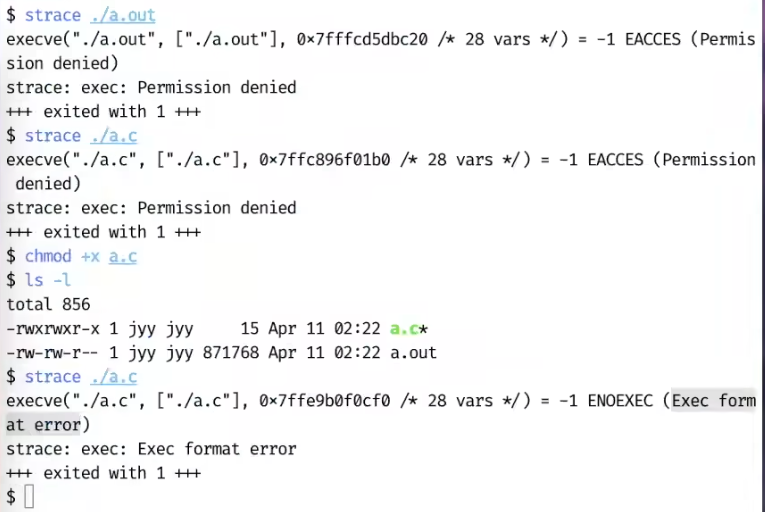 $ strace ./a.out
execve("./a.out", ["./a.out"], 0x7fffcd5dbc20 /* 28 vars */) = -1 EACCES (Permis
sion denied)
strace: exec: Permission denied
+++ exited with 1 +++
$ strace ./a.c
execve("./a.c", ["./a.c"], 0x7ffc896f01b0 /* 28 vars */) = -1 EACCES (Permission
 denied)
strace: exec: Permission denied
+++ exited with 1 +++
$ chmod +x a.c
$ ls -l
total 856
-rwxrwxr-x 1 jyy jyy     15 Apr 11 02:22 a.c*
-rw-rw-r-- 1 jyy jyy 871768 Apr 11 02:22 a.out
$ strace ./a.c
execve("./a.c", ["./a.c"], 0x7ffe9b0f0cf0 /* 28 vars */) = -1 ENOEXEC (Exec form
at error)
strace: exec: Exec format error
+++ exited with 1 +++
$